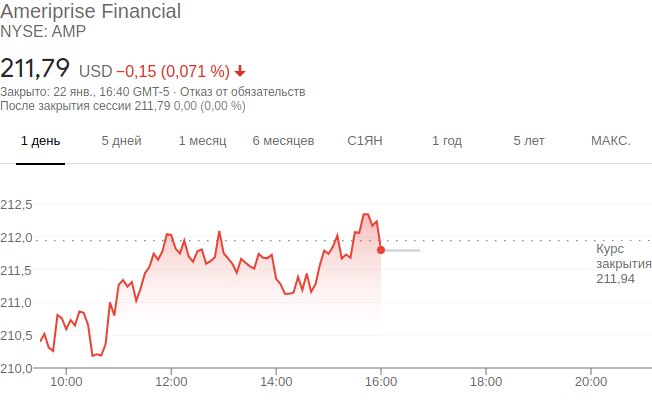 Ameriprise Financial
NYSE: AMP
211,79 USD −0,15 (0,071 %)
Закрыто: 22 янв., 16:40 GMT-5 · Отказ от обязательств
После закрытия сессии 211,79 0,00 (0,00 %)
1 день 5 дней 1 месяц 6 месяцев С1ЯН 1 год 5 лет МАКС.
212,5
212,0
211,5
211,0
210,5
210,0
Курс
закрытия
211,94
10:00 12:00 14:00 16:00 18:00 20:00